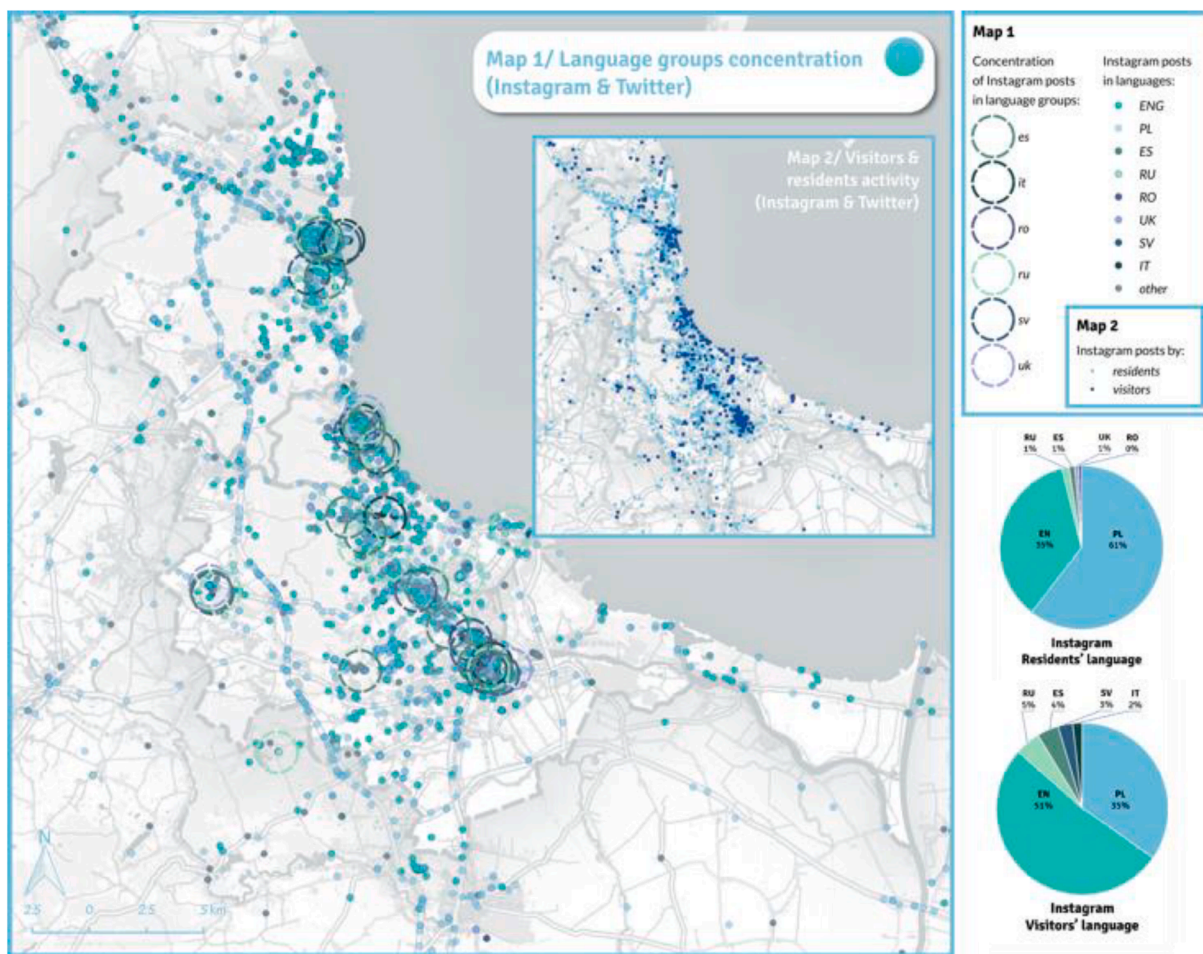 Map 1/ Language groups concentration
(Instagram & Twitter)
Map 2/ Visitors &
residents activity
(Instagram & Twitter)
N
2.5 0 2.5 5 km
Map 1
Concentration
of Instagram posts
in language groups:
es
it
ro
ru
sv
uk
Instagram posts
in languages:
ENG
PL
ES
RU
RO
UK
SV
IT
other
Map 2
Instagram posts by:
residents
visitors
RU
1%
ES
1%
UK
1%
RO
0%
EN
PL
61%
Instagram
Residents' language
RU
5%
ES
4%
SV
3%
IT
2%
EN
51%
PL
35%
Instagram
Visitors' language